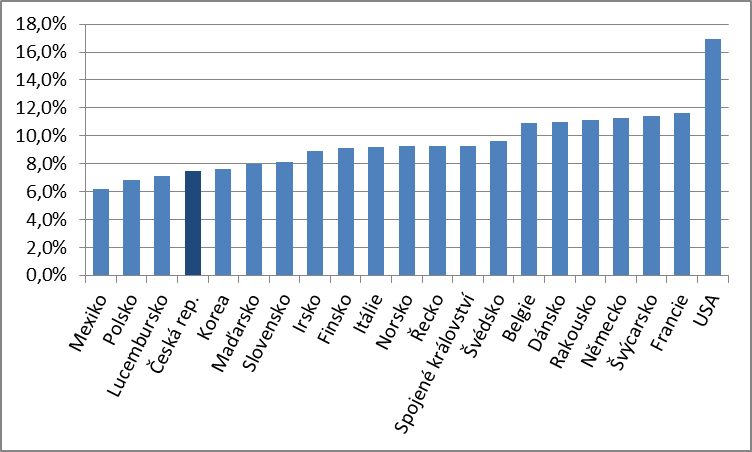 18,0%
16,0%
14,0%
12,0%
10,0%
8,0%
6,0%
4,0%
2,0%
0,0%
Mexiko
Polsko
Lucembursko
Česká rep.
Korea
Maďarsko
Slovensko
Irsko
Finsko
Itálie
Norsko
Řecko
Spojené království
Švédsko
Belgie
Dánsko
Rakousko
Německo
Švýcarsko
Francie
USA